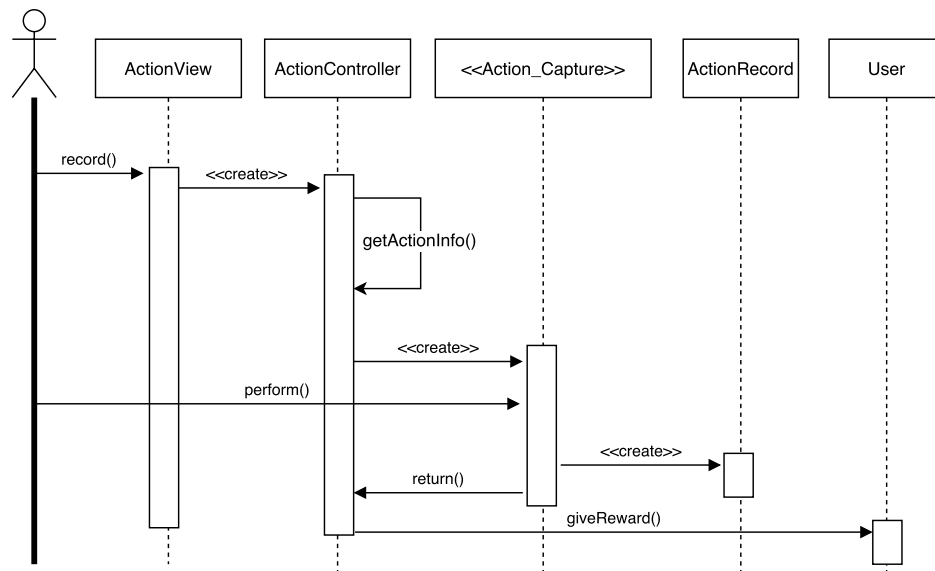 ActionView
ActionController
<<Action_Capture>>
ActionRecord
User
record()
<<create>>
getActionInfo()
<<create>>
perform()
<<create>>
return()
giveReward()